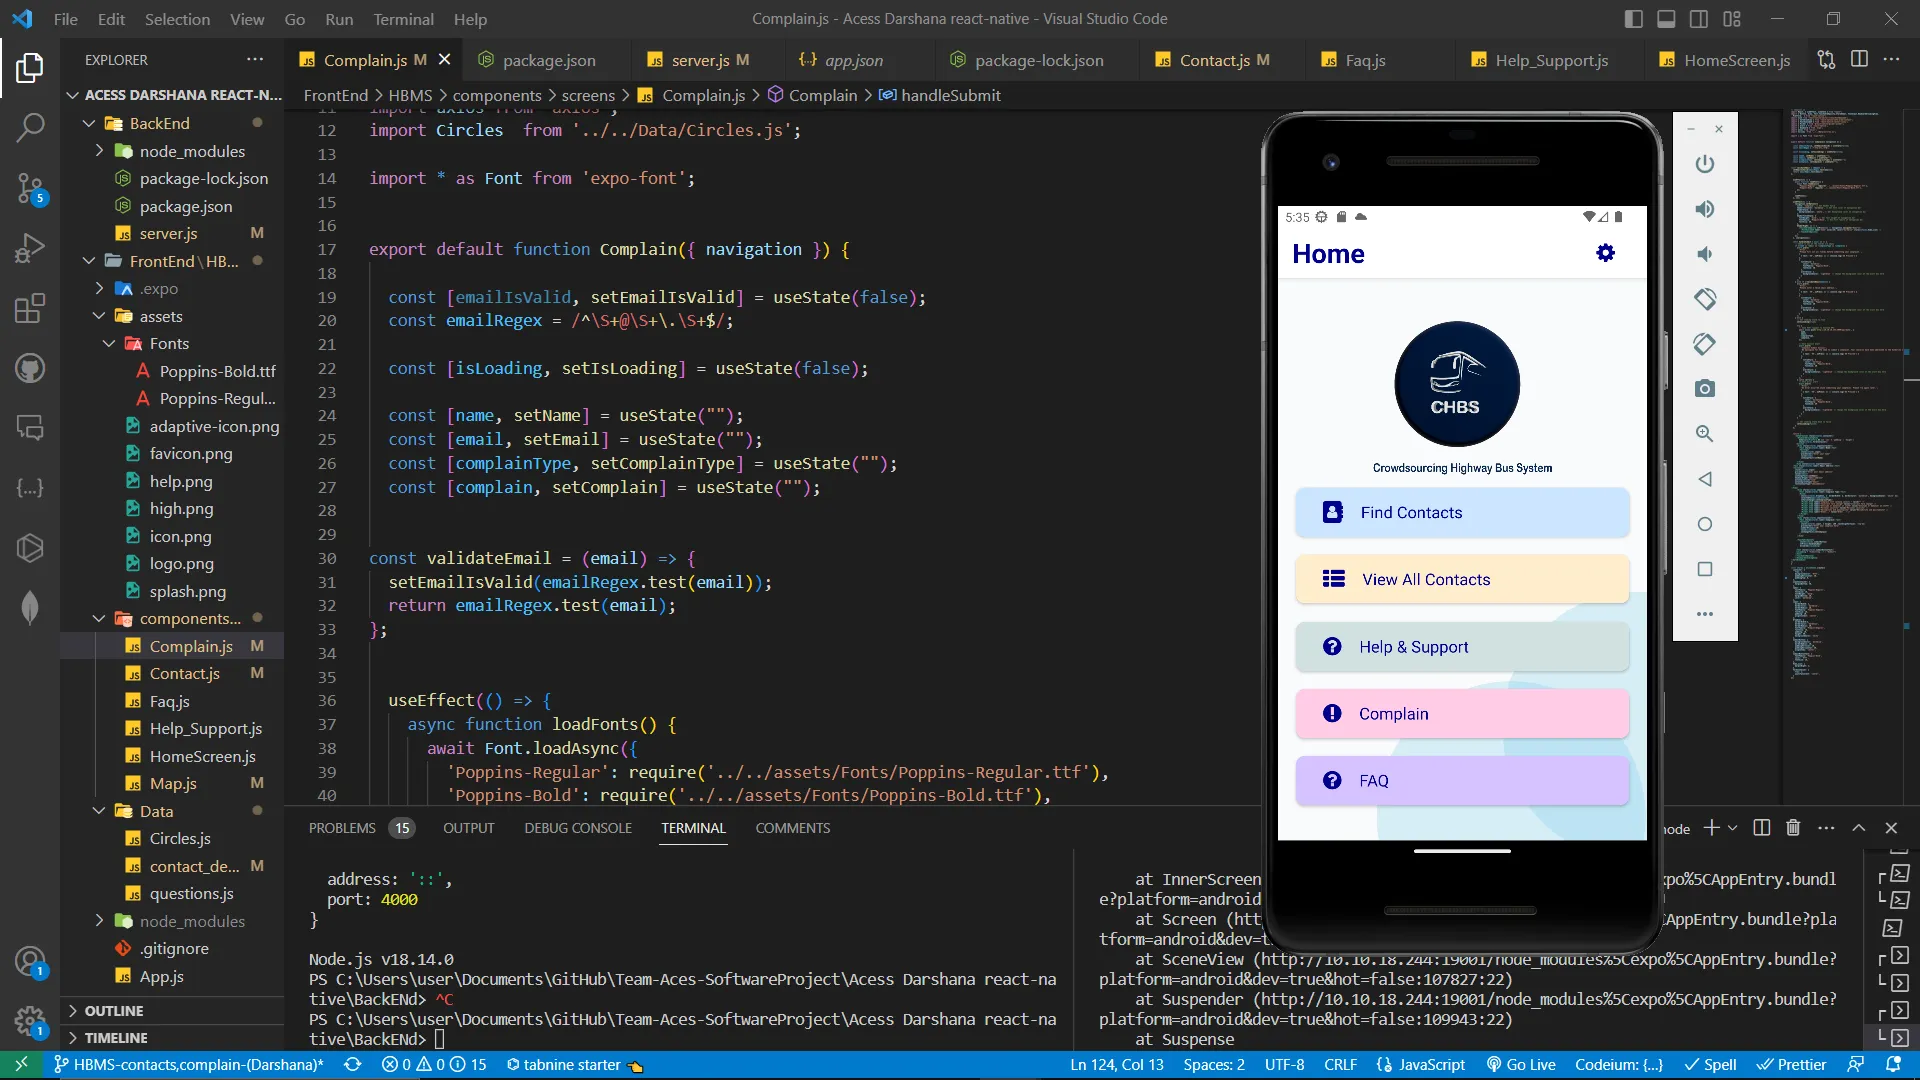 File Edit Selection View Go Run Terminal Help
Complain.js - Acess Darshana react-native - Visual Studio Code
EXPLORER
Complain.js M
package.json
server.js M
app.json
package-lock.json
Contact.js M
Faq.js
Help_Support.js
HomeScreen.js
FrontEnd > HBMS > components > screens > Complain.js > Complain > handleSubmit
ACESS DARSHANA REACT-N...
BackEnd
node_modules
package-lock.json
package.json
server.js M
FrontEnd\HB...
.expo
assets
Fonts
Poppins-Bold.ttf
Poppins-Regul...
adaptive-icon.png
favicon.png
help.png
high.png
icon.png
logo.png
splash.png
components...
Complain.js M
Contact.js M
Faq.js
Help_Support.js
HomeScreen.js
Map.js M
Data
Circles.js
contact_de... M
questions.js
node_modules
.gitignore
App.js
OUTLINE
TIMELINE
5
1
1
11 import axios from 'axios';
12 import Circles from '../../Data/Circles.js';
13
14 import * as Font from 'expo-font';
15
16
17 export default function Complain({ navigation }) {
18
19 const [emailIsValid, setEmailIsValid] = useState(false);
20 const emailRegex = /^\S+@\S+\.\S+$/;
21
22 const [isLoading, setIsLoading] = useState(false);
23
24 const [name, setName] = useState("");
25 const [email, setEmail] = useState("");
26 const [complainType, setComplainType] = useState("");
27 const [complain, setComplain] = useState("");
28
29
30 const validateEmail = (email) => {
31 setEmailIsValid(emailRegex.test(email));
32 return emailRegex.test(email);
33 };
34
35
36 useEffect(() => {
37 async function loadFonts() {
38 await Font.loadAsync({
39 'Poppins-Regular': require('../../assets/Fonts/Poppins-Regular.ttf'),
40 'Poppins-Bold': require('../../assets/Fonts/Poppins-Bold.ttf'),
5:35
Home
CHBS
Crowdsourcing Highway Bus System
Find Contacts
View All Contacts
Help & Support
Complain
FAQ
PROBLEMS 15 OUTPUT DEBUG CONSOLE TERMINAL COMMENTS
node
address: '::',
port: 4000
}
Node.js v18.14.0
PS C:\Users\user\Documents\GitHub\Team-Aces-SoftwareProject\Acess Darshana react-na
tive\BackENd> ^C
PS C:\Users\user\Documents\GitHub\Team-Aces-SoftwareProject\Acess Darshana react-na
tive\BackENd>
at InnerScreen xpo%5CAppEntry.bundl
e?platform=android
at Screen (htt CAppEntry.bundle?pla
tform=android&dev=t
at SceneView (http://10.10.18.244:19001/node_modules%5Cexpo%5CAppEntry.bundle?
platform=android&dev=true&hot=false:107827:22)
at Suspender (http://10.10.18.244:19001/node_modules%5Cexpo%5CAppEntry.bundle?
platform=android&dev=true&hot=false:109943:22)
at Suspense
HBMS-contacts,complain-(Darshana)* 0 0 15 tabnine starter
Ln 124, Col 13 Spaces: 2 UTF-8 CRLF JavaScript Go Live Codeium: {...} Spell Prettier